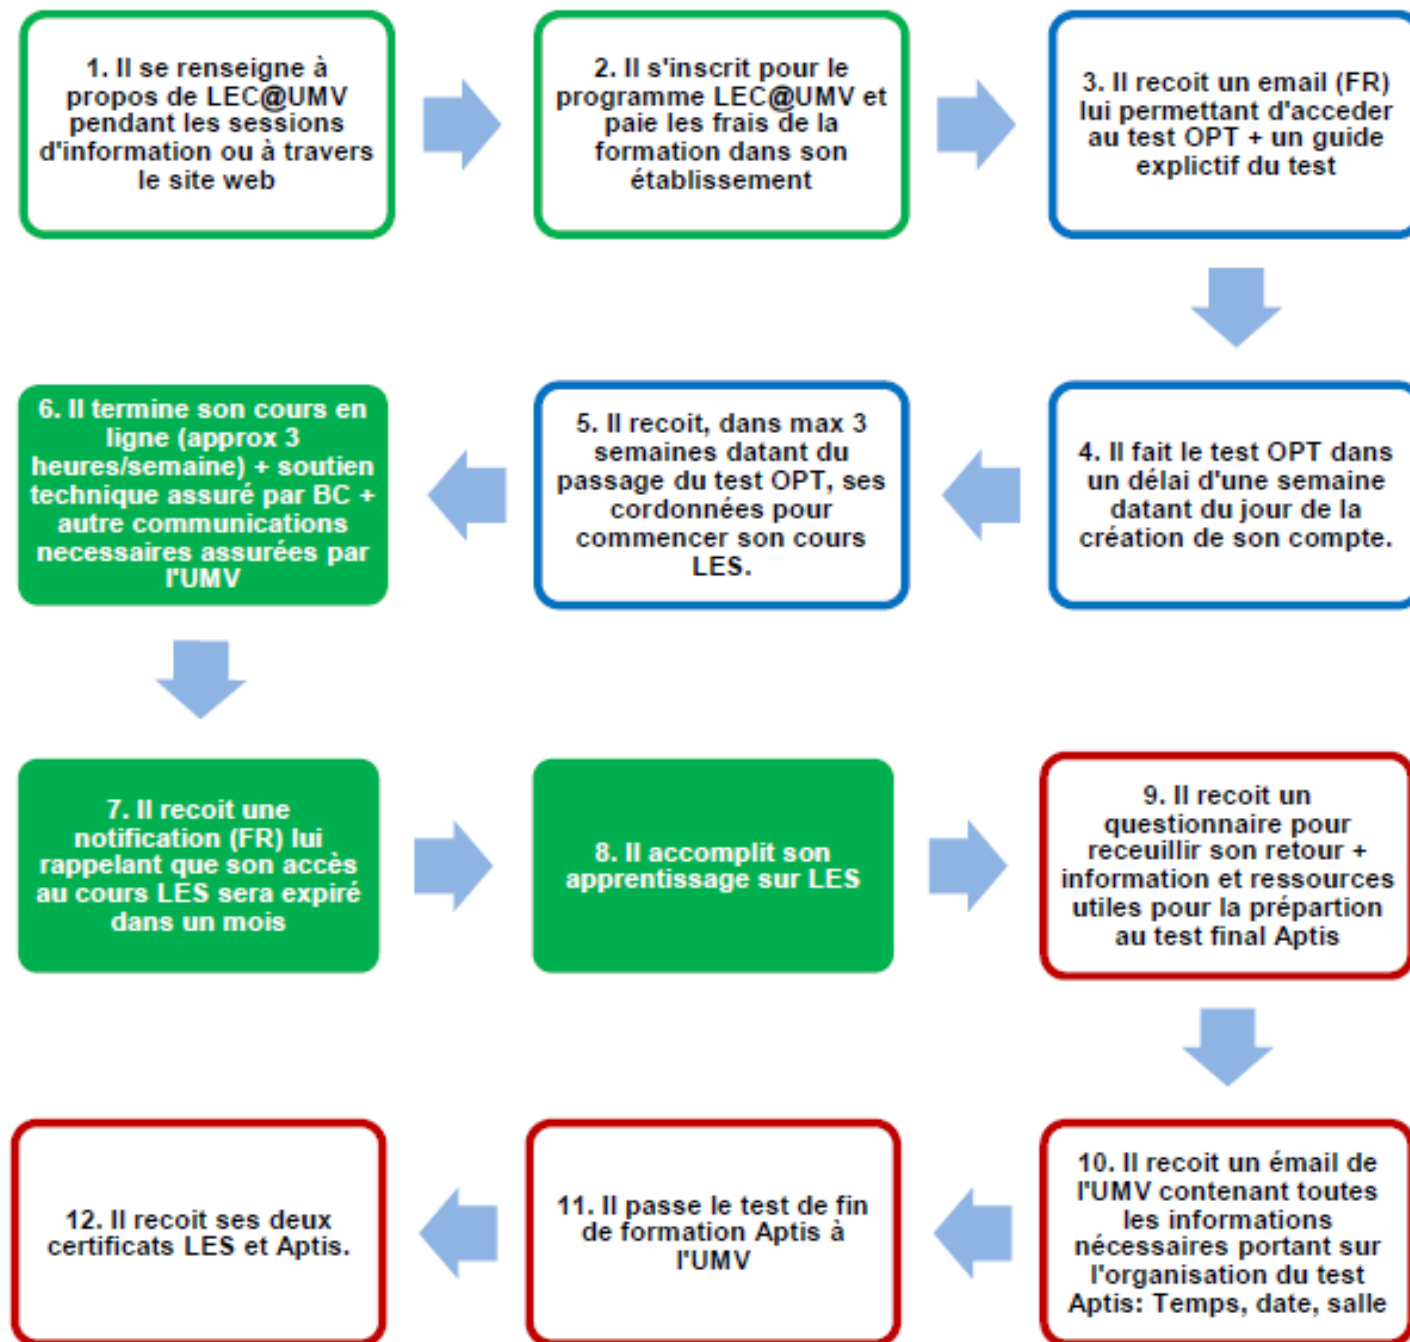 1. Il se renseigne à
propos de LEC@UMV
pendant les sessions
d'information ou à travers
le site web
2. Il s'inscrit pour le
programme LEC@UMV et
paie les frais de la
formation dans son
établissement
3. Il recoit un email (FR)
lui permettant d'acceder
au test OPT + un guide
explictif du test
4. Il fait le test OPT dans
un délai d'une semaine
datant du jour de la
création de son compte.
5. Il recoit, dans max 3
semaines datant du
passage du test OPT, ses
cordonnées pour
commencer son cours
LES.
6. Il termine son cours en
ligne (approx 3
heures/semaine) + soutien
technique assuré par BC +
autre communications
necessaires assurées par
l'UMV
7. Il recoit une
notification (FR) lui
rappelant que son accès
au cours LES sera expiré
dans un mois
8. Il accomplit son
apprentissage sur LES
9. Il recoit un
questionnaire pour
receuillir son retour +
information et ressources
utiles pour la prépartion
au test final Aptis
10. Il recoit un émail de
l'UMV contenant toutes
les informations
nécessaires portant sur
l'organisation du test
Aptis: Temps, date, salle
11. Il passe le test de fin
de formation Aptis à
l'UMV
12. Il recoit ses deux
certificats LES et Aptis.